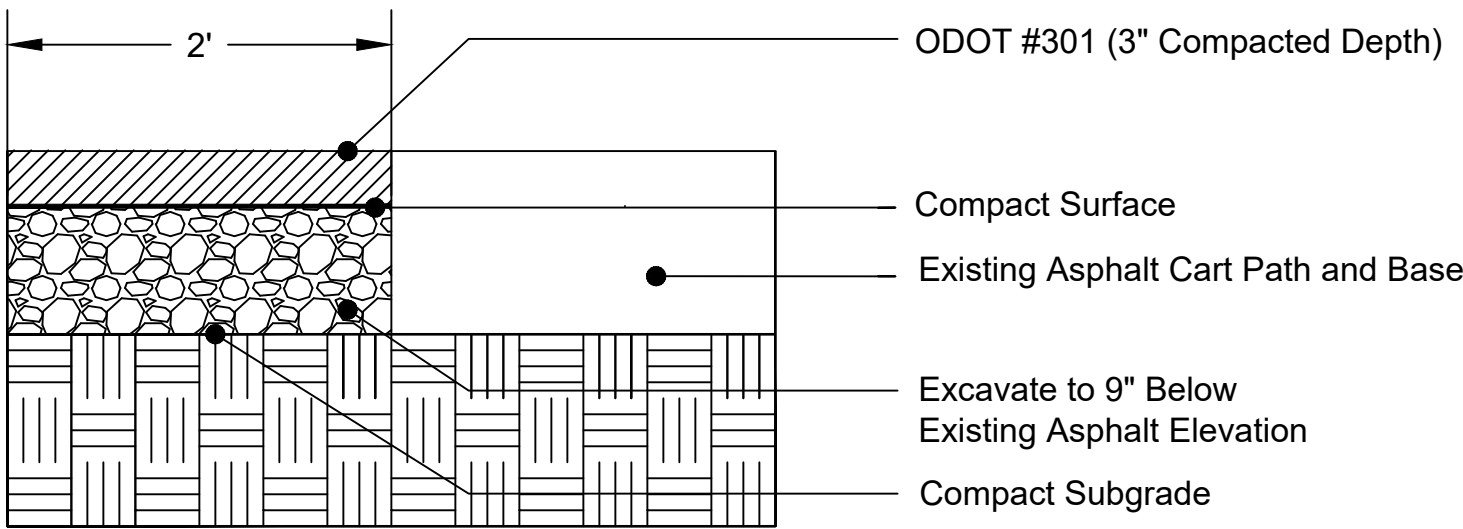 2'
ODOT #301 (3" Compacted Depth)
Compact Surface
Existing Asphalt Cart Path and Base
Excavate to 9" Below
Existing Asphalt Elevation
Compact Subgrade